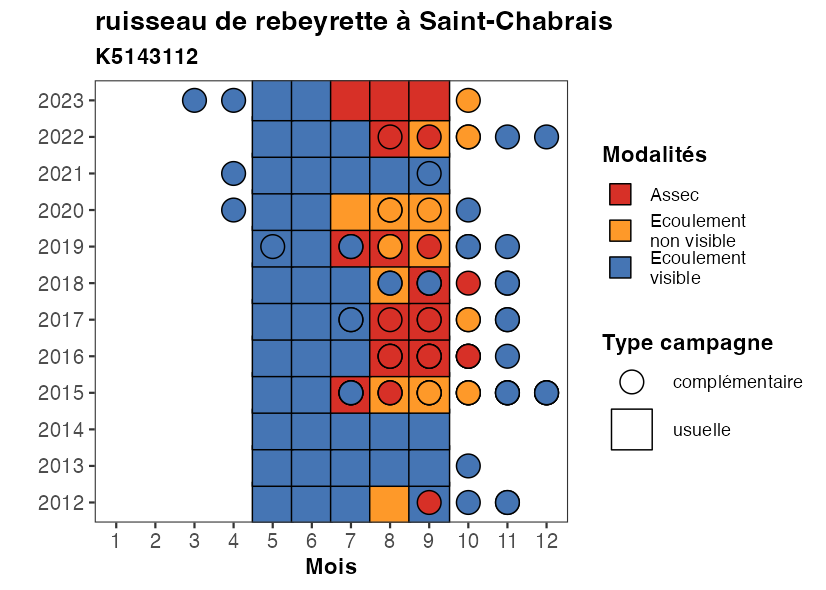 ruisseau de rebeyrette à Saint-Chabrais
K5143112
2023
2022
2021
2020
2019
2018
2017
2016
2015
2014
2013
2012
1 2 3 4 5 6 7 8 9 10 11 12
Mois
Modalités
Assec
Ecoulement
non visible
Ecoulement
visible
Type campagne
complémentaire
usuelle